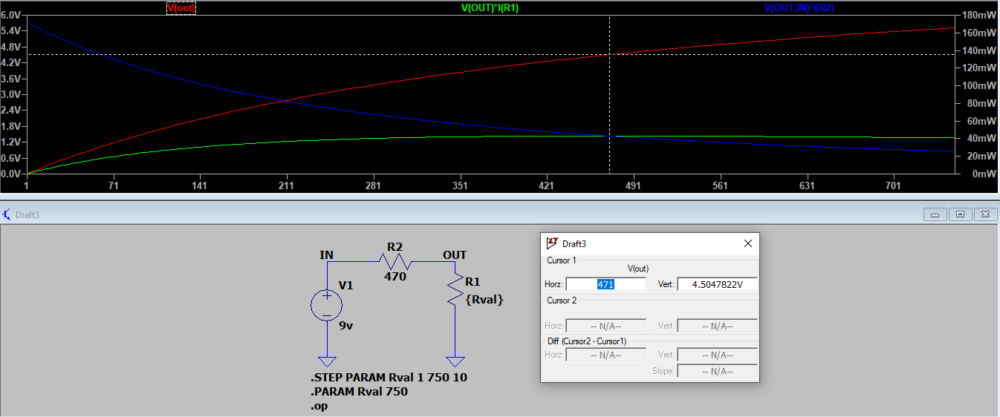 V(out) V(OUT)*I(R1) V(OUT,IN)*I(R2)
6.0V 180mW
5.4V 160mW
4.8V 140mW
4.2V 120mW
3.6V 100mW
3.0V 80mW
2.4V 60mW
1.8V 40mW
1.2V 20mW
0.6V 0mW
0.0V
1 71 141 211 281 351 421 491 561 631 701
Draft3
IN R2 OUT
470
V1
9v
R1
{Rval}
.STEP PARAM Rval 1 750 10
.PARAM Rval 750
.op
Draft3
Cursor 1
V(out)
Horz: 471 Vert: 4.5047822V
Cursor 2
Horz: -- N/A-- Vert: -- N/A--
Diff (Cursor2 - Cursor1)
Horz: -- N/A-- Vert: -- N/A--
Slope: -- N/A--